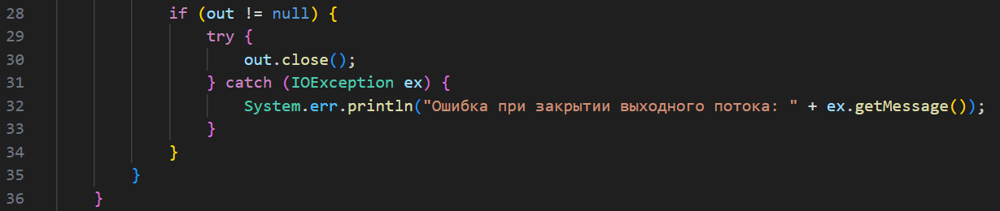 28 if (out != null) {
29 try {
30 out.close();
31 } catch (IOException ex) {
32 System.err.println("Ошибка при закрытии выходного потока: " + ex.getMessage());
33 }
34 }
35 }
36 }